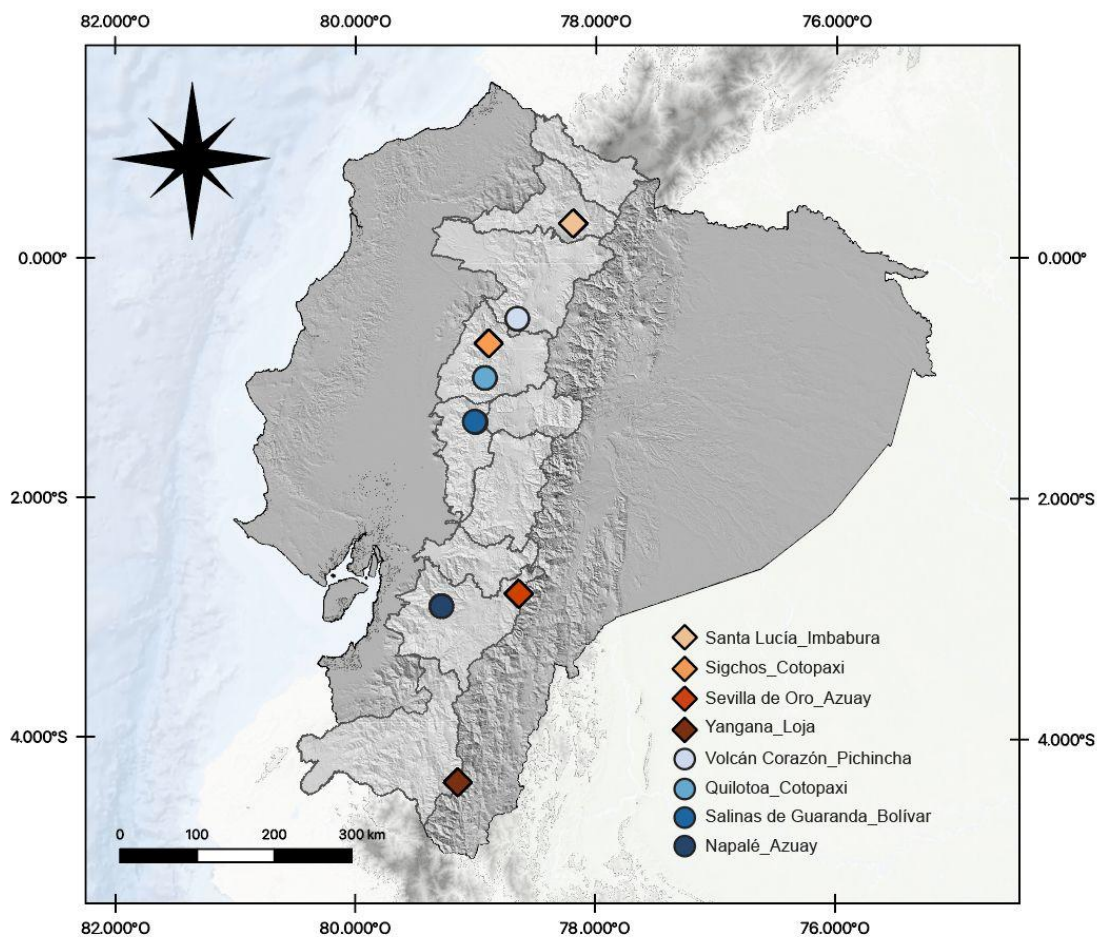 82.000°O 80.000°O 78.000°O 76.000°O
0.000° 0.000°
2.000°S 2.000°S
4.000°S 4.000°S
Santa Lucía_Imbabura
Sigchos_Cotopaxi
Sevilla de Oro_Azuay
Yangana_Loja
Volcán Corazón_Pichincha
Quilotoa_Cotopaxi
Salinas de Guaranda_Bolívar
Napalé_Azuay
0 100 200 300 km
82.000°O 80.000°O 78.000°O 76.000°O